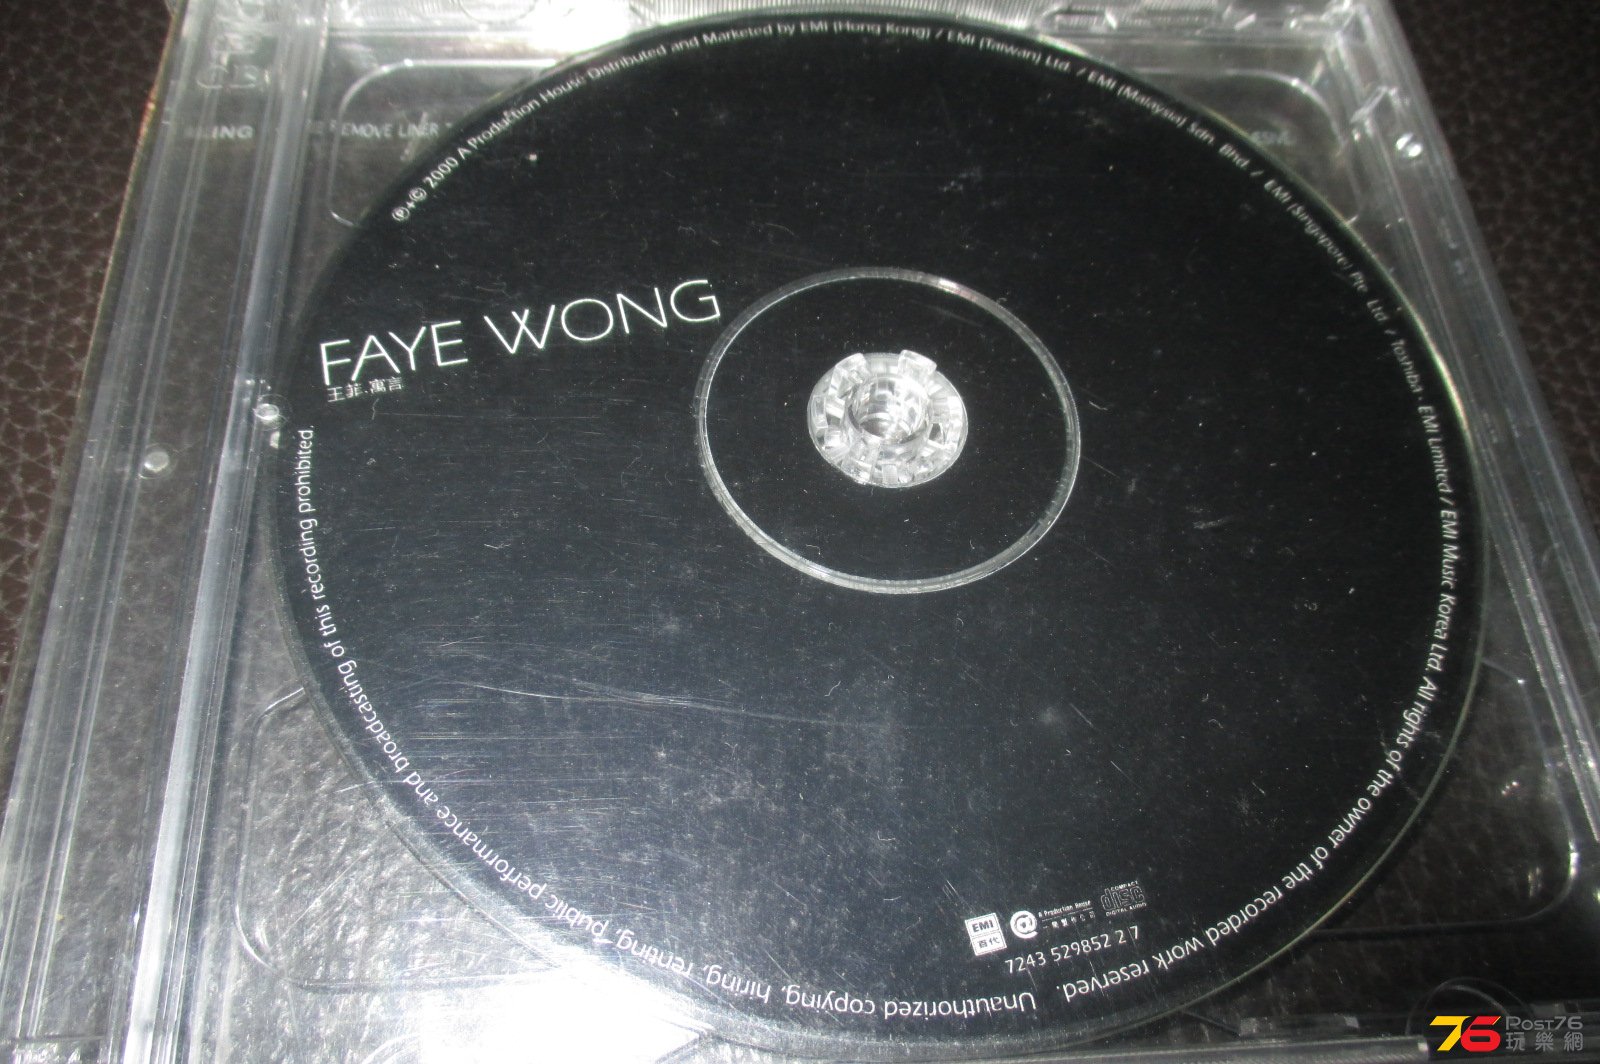 ℗+© 2000 A Production House Distributed and Marketed by EMI (Hong Kong) / EMI (Taiwan) Ltd. / EMI (Malaysia) Sdn. Bhd / EMI (Singapore) Pte Ltd / Toshiba - EMI Limited / EMI Music Korea Ltd. All rights of the owner of the recorded work reserved.
Unauthorized copying, hiring, renting, public performance and broadcasting of this recording prohibited.
FAYE WONG
王菲.寓言
EMI
百代
@
A Production House
COMPACT
disc
DIGITAL AUDIO
7243 529852 2 7
REMOVE LINER
76 POST76
玩樂網